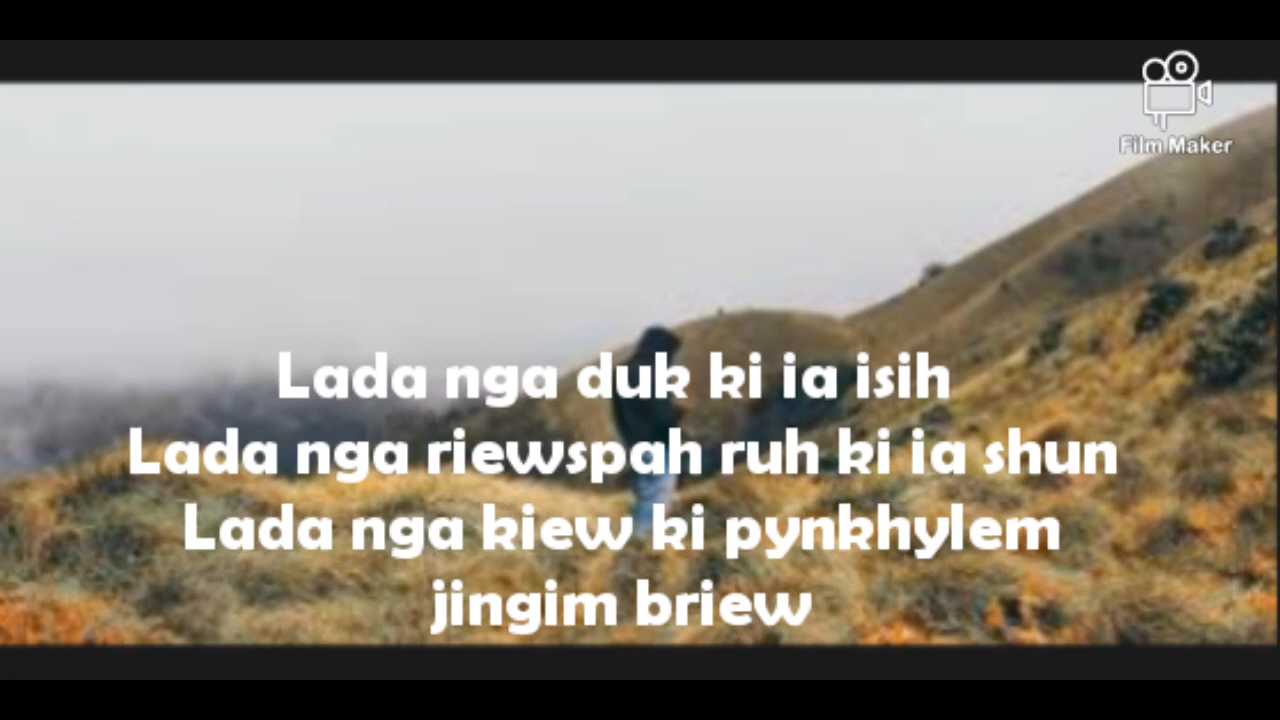 Film Maker
Lada nga duk ki ia isih
Lada nga riewspah ruh ki ia shun
Lada nga kiew ki pynkhylem
jingim briew